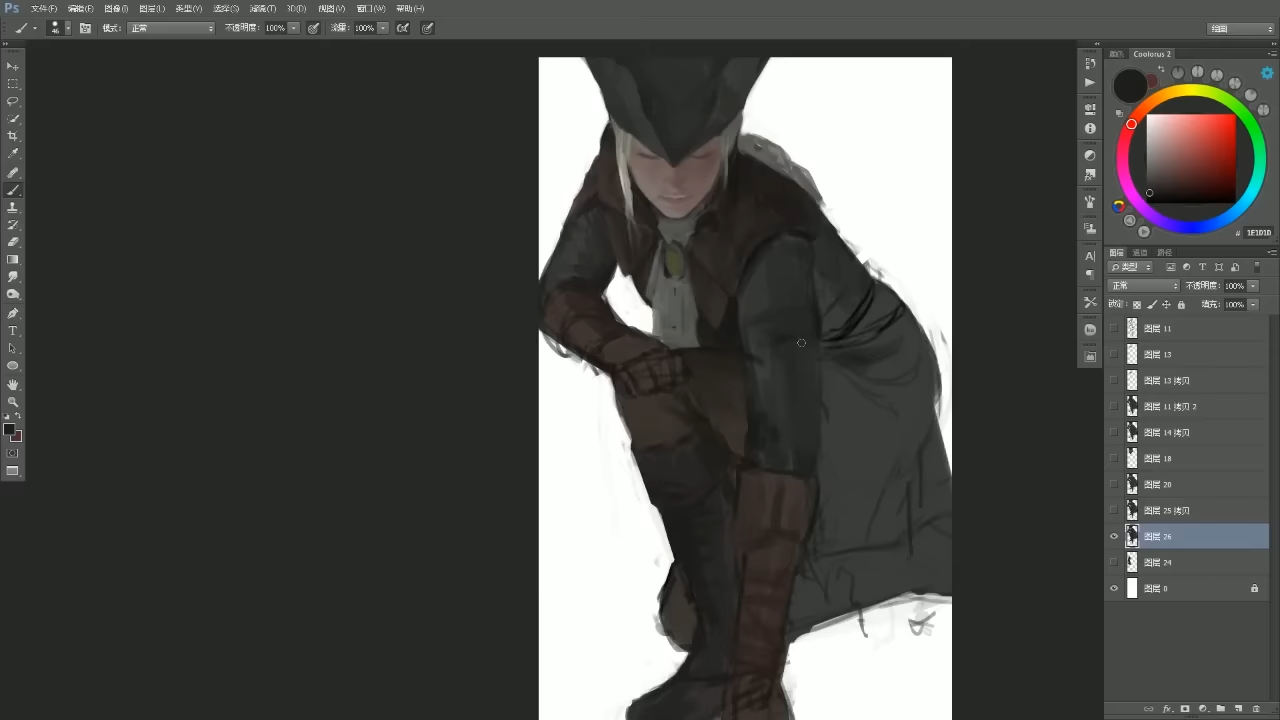 Ps 文件(F) 编辑(E) 图像(I) 图层(L) 类型(Y) 选择(S) 滤镜(T) 3D(D) 视图(V) 窗口(W) 帮助(H)
46 模式: 正常 不透明度: 100% 流量: 100% 绘画
Coolorus 2
# 1E1D1D
图层 通道 路径
类型
正常 不透明度: 100%
锁定: 填充: 100%
图层 11
图层 13
图层 13 拷贝
图层 11 拷贝 2
图层 14 拷贝
图层 18
图层 20
图层 25 拷贝
图层 26
图层 24
图层 0